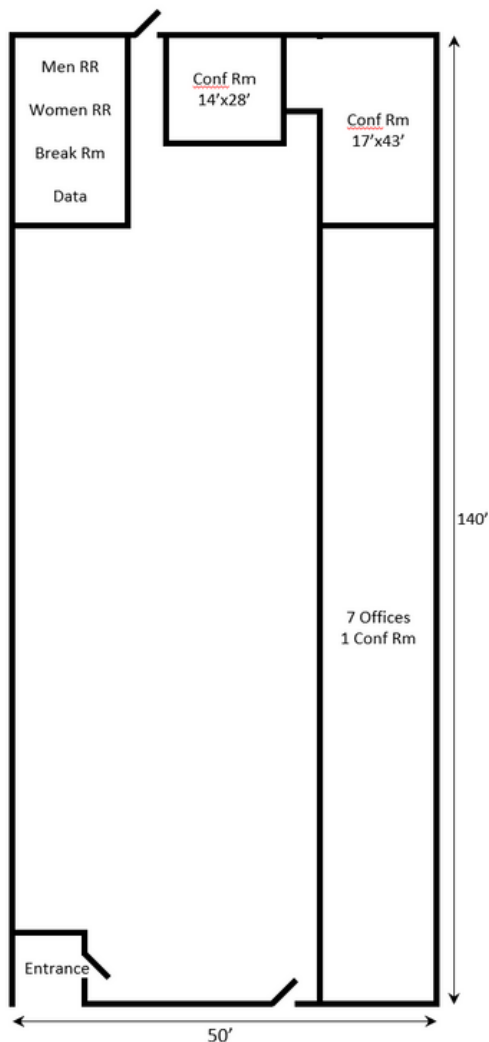 Men RR
Women RR
Break Rm
Data
Conf Rm
14’x28’
Conf Rm
17’x43’
140’
7 Offices
1 Conf Rm
Entrance
50’